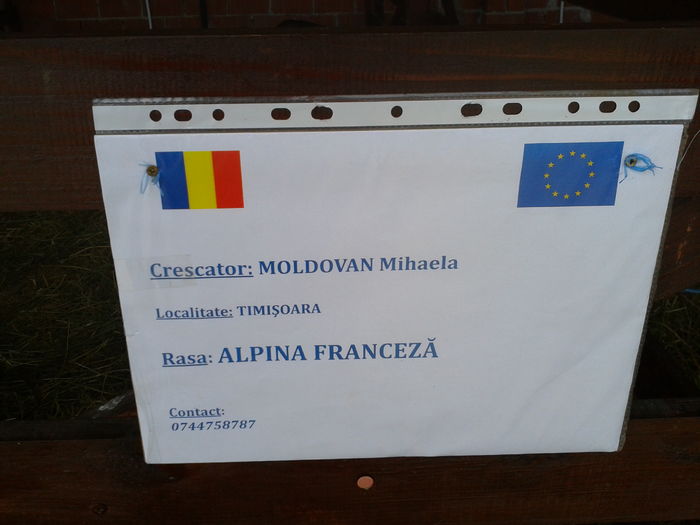 Crescator: MOLDOVAN Mihaela
Localitate: TIMIŞOARA
Rasa: ALPINA FRANCEZĂ
Contact:
0744758787